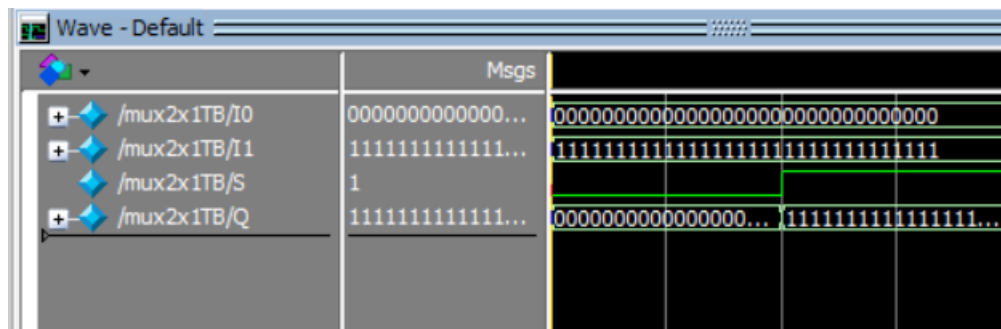 Wave - Default
Msgs
/mux2x1TB/I0 0000000000000... 00000000000000000000000000000000
/mux2x1TB/I1 1111111111111... 11111111111111111111111111111111
/mux2x1TB/S 1
/mux2x1TB/Q 1111111111111... 0000000000000000... 1111111111111111...